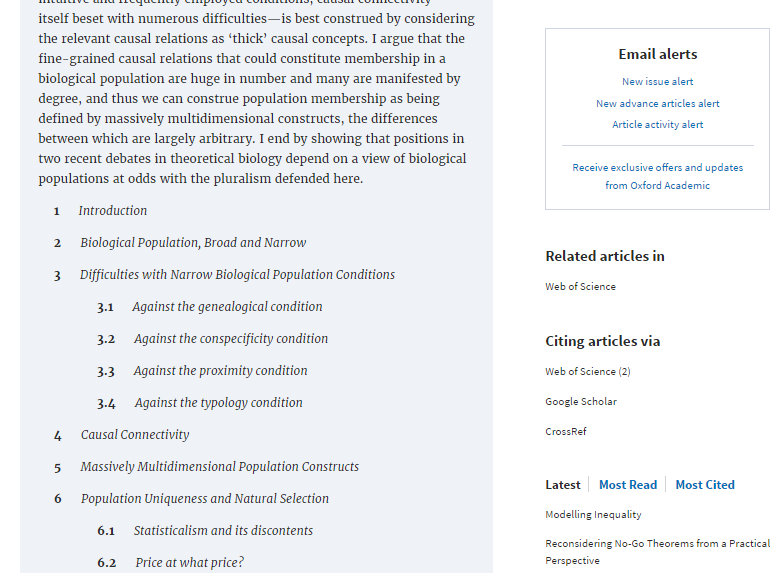 intuitive and frequently employed conditions, causal connectivity—
itself beset with numerous difficulties—is best construed by considering
the relevant causal relations as ‘thick’ causal concepts. I argue that the
fine-grained causal relations that could constitute membership in a
biological population are huge in number and many are manifested by
degree, and thus we can construe population membership as being
defined by massively multidimensional constructs, the differences
between which are largely arbitrary. I end by showing that positions in
two recent debates in theoretical biology depend on a view of biological
populations at odds with the pluralism defended here.
1 Introduction
2 Biological Population, Broad and Narrow
3 Difficulties with Narrow Biological Population Conditions
3.1 Against the genealogical condition
3.2 Against the conspecificity condition
3.3 Against the proximity condition
3.4 Against the typology condition
4 Causal Connectivity
5 Massively Multidimensional Population Constructs
6 Population Uniqueness and Natural Selection
6.1 Statisticalism and its discontents
6.2 Price at what price?
Email alerts
New issue alert
New advance articles alert
Article activity alert
Receive exclusive offers and updates
from Oxford Academic
Related articles in
Web of Science
Citing articles via
Web of Science (2)
Google Scholar
CrossRef
Latest Most Read Most Cited
Modelling Inequality
Reconsidering No-Go Theorems from a Practical
Perspective